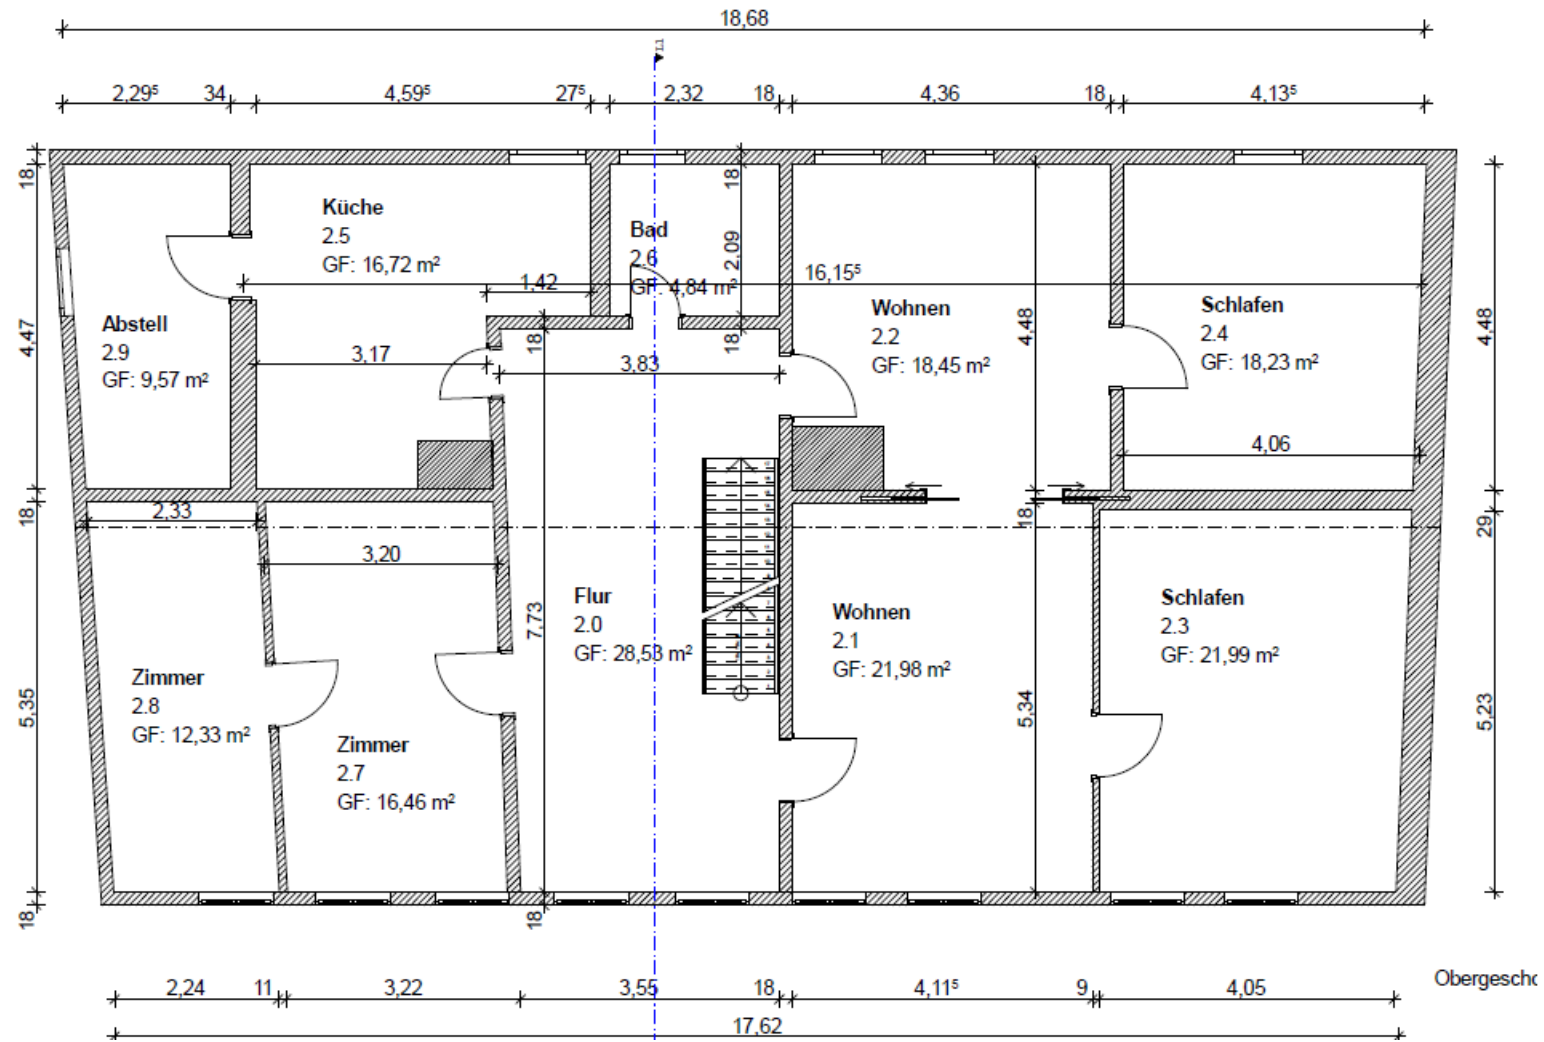 18,68
2,29⁵ 34 4,59⁵ 27⁵ 2,32 18 4,36 18 4,13⁵
18
18
Küche
2.5
GF: 16,72 m²
Bad
2.6
GF: 4,84 m²
2,09
1,42
16,15⁵
Abstell
2.9
GF: 9,57 m²
4,47
3,17
18
18
3,83
Wohnen
2.2
GF: 18,45 m²
4,48
Schlafen
2.4
GF: 18,23 m²
4,48
4,06
18
2,33
3,20
18
29
Flur
2.0
GF: 28,53 m²
7,73
Wohnen
2.1
GF: 21,98 m²
Schlafen
2.3
GF: 21,99 m²
Zimmer
2.8
GF: 12,33 m²
Zimmer
2.7
GF: 16,46 m²
5,35
5,34
5,23
18
18
Obergescho
2,24 11 3,22 3,55 18 4,11⁵ 9 4,05
17,62